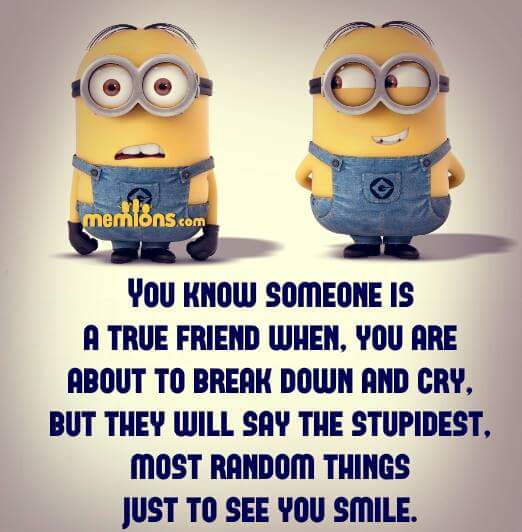 memions.com
You know someone is
a true friend when, you are
about to break down and cry,
but they will say the stupidest,
most random things
just to see you smile.